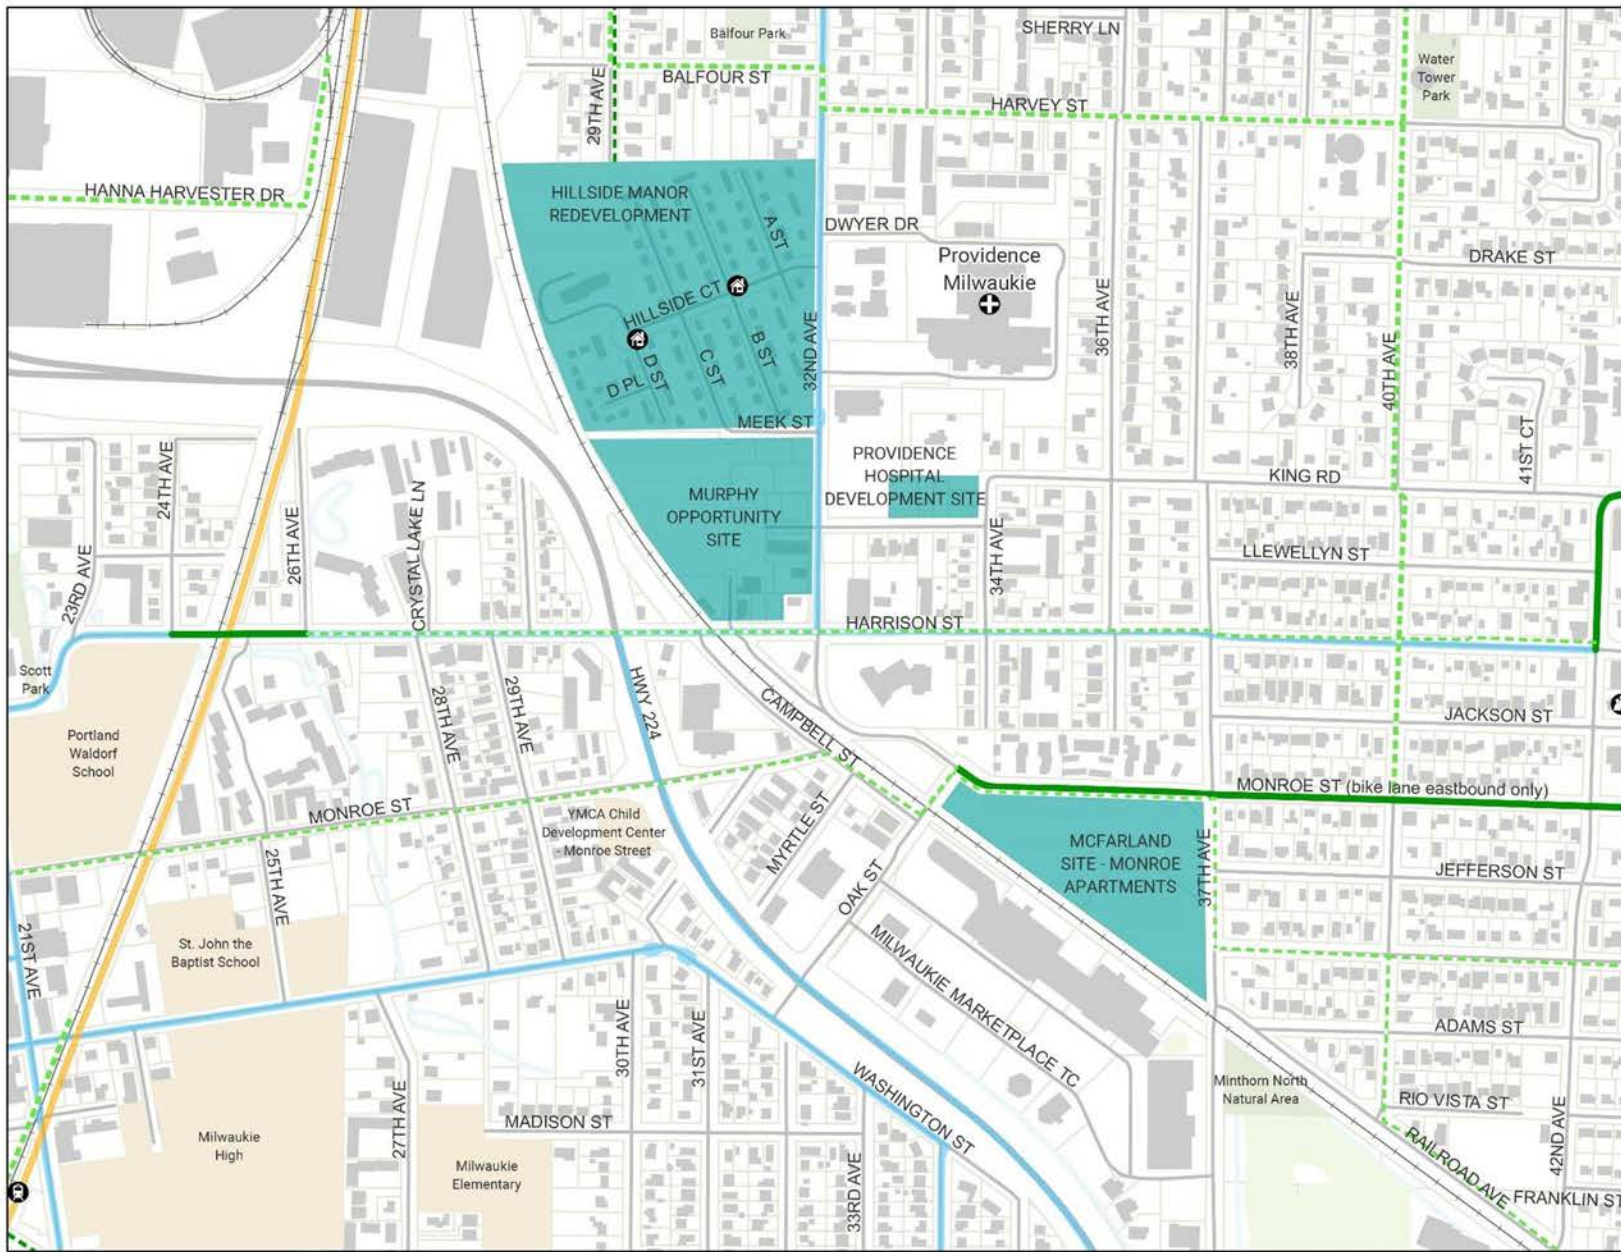 SHERRY LN
Balfour Park
BALFOUR ST
29TH AVE
HARVEY ST
Water
Tower
Park
HANNA HARVESTER DR
HILLSIDE MANOR
REDEVELOPMENT
A ST
DWYER DR
Providence
Milwaukie
DRAKE ST
HILLSIDE CT
36TH AVE
38TH AVE
32ND AVE
B ST
C ST
D ST
D PL
40TH AVE
MEEK ST
41ST CT
24TH AVE
PROVIDENCE
HOSPITAL
DEVELOPMENT SITE
KING RD
MURPHY
OPPORTUNITY
SITE
26TH AVE
CRYSTAL LAKE LN
34TH AVE
LLEWELLYN ST
23RD AVE
HARRISON ST
Scott
Park
28TH AVE
29TH AVE
HWY 224
CAMPBELL ST
JACKSON ST
Portland
Waldorf
School
MONROE ST
MONROE ST (bike lane eastbound only)
YMCA Child
Development Center
- Monroe Street
MYRTLE ST
MCFARLAND
SITE - MONROE
APARTMENTS
37TH AVE
JEFFERSON ST
25TH AVE
OAK ST
21ST AVE
St. John the
Baptist School
MILWAUKIE MARKETPLACE TC
ADAMS ST
30TH AVE
31ST AVE
WASHINGTON ST
Minthorn North
Natural Area
RIO VISTA ST
27TH AVE
MADISON ST
Milwaukie
High
Milwaukie
Elementary
33RD AVE
RAILROAD AVE
42ND AVE
FRANKLIN ST